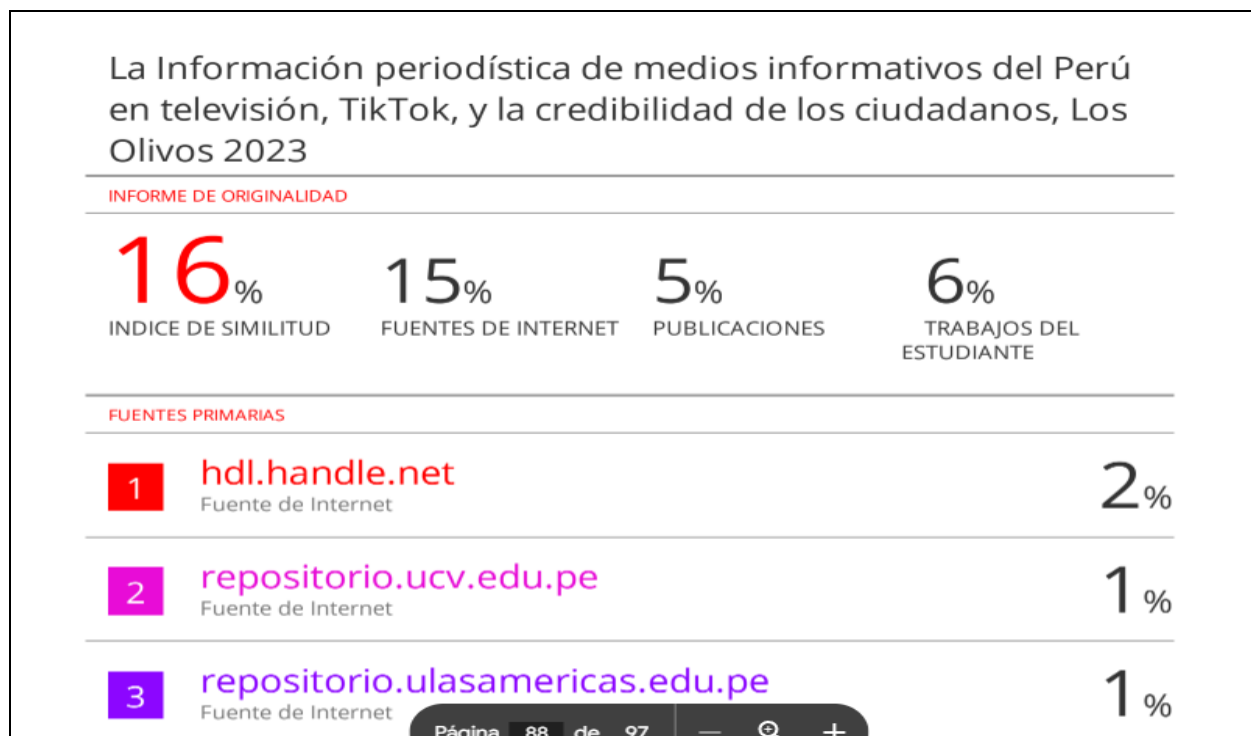 La Información periodística de medios informativos del Perú
en televisión, TikTok, y la credibilidad de los ciudadanos, Los
Olivos 2023
INFORME DE ORIGINALIDAD
16%
INDICE DE SIMILITUD
15%
FUENTES DE INTERNET
5%
PUBLICACIONES
6%
TRABAJOS DEL
ESTUDIANTE
FUENTES PRIMARIAS
1
hdl.handle.net
Fuente de Internet
2%
2
repositorio.ucv.edu.pe
Fuente de Internet
1%
3
repositorio.ulasamericas.edu.pe
Fuente de Internet
1%
Página 88 de 97